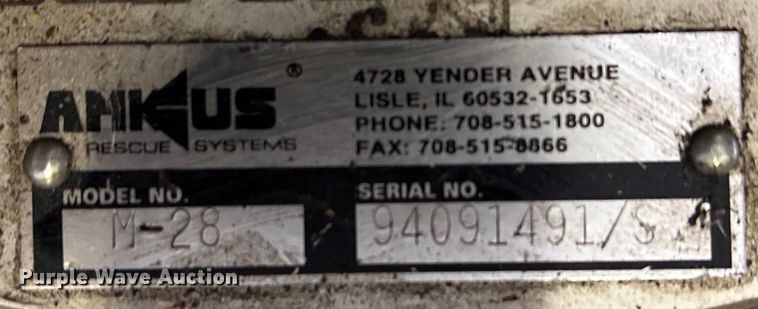 AMKUS®
RESCUE SYSTEMS
4728 YENDER AVENUE
LISLE, IL 60532-1653
PHONE: 708-515-1800
FAX: 708-515-8866
MODEL NO.
M-28
SERIAL NO.
94091491/S
Purple Wave Auction